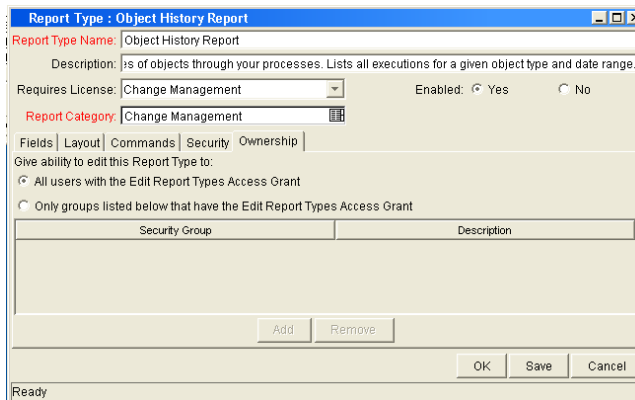 Report Type : Object History Report
Report Type Name: Object History Report
Description: es of objects through your processes. Lists all executions for a given object type and date range.
Requires License: Change Management Enabled: Yes No
Report Category: Change Management
Fields Layout Commands Security Ownership
Give ability to edit this Report Type to:
All users with the Edit Report Types Access Grant
Only groups listed below that have the Edit Report Types Access Grant
Security Group Description
Add Remove
OK Save Cancel
Ready